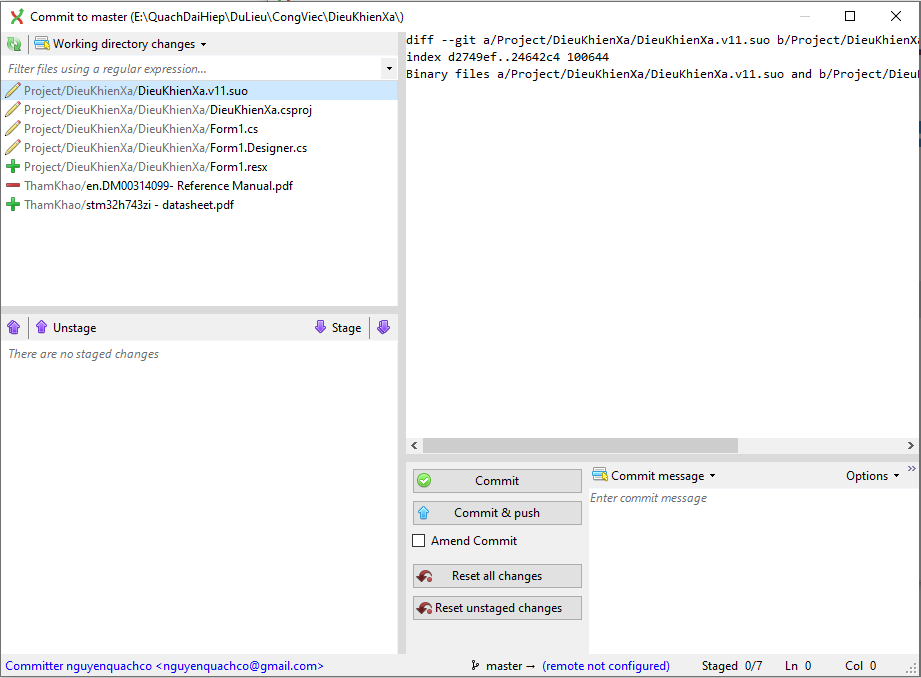 Commit to master (E:\QuachDaiHiep\DuLieu\CongViec\DieuKhienXa\)
Working directory changes
Filter files using a regular expression...
Project/DieuKhienXa/DieuKhienXa.v11.suo
Project/DieuKhienXa/DieuKhienXa/DieuKhienXa.csproj
Project/DieuKhienXa/DieuKhienXa/Form1.cs
Project/DieuKhienXa/DieuKhienXa/Form1.Designer.cs
Project/DieuKhienXa/DieuKhienXa/Form1.resx
ThamKhao/en.DM00314099- Reference Manual.pdf
ThamKhao/stm32h743zi - datasheet.pdf
Unstage
Stage
There are no staged changes
diff --git a/Project/DieuKhienXa/DieuKhienXa.v11.suo b/Project/DieuKhienXa
index d2749ef..24642c4 100644
Binary files a/Project/DieuKhienXa/DieuKhienXa.v11.suo and b/Project/Dieu
Commit
Commit & push
Amend Commit
Reset all changes
Reset unstaged changes
Commit message
Options
Enter commit message
Committer nguyenquachco <nguyenquachco@gmail.com>
master → (remote not configured)
Staged 0/7
Ln 0
Col 0